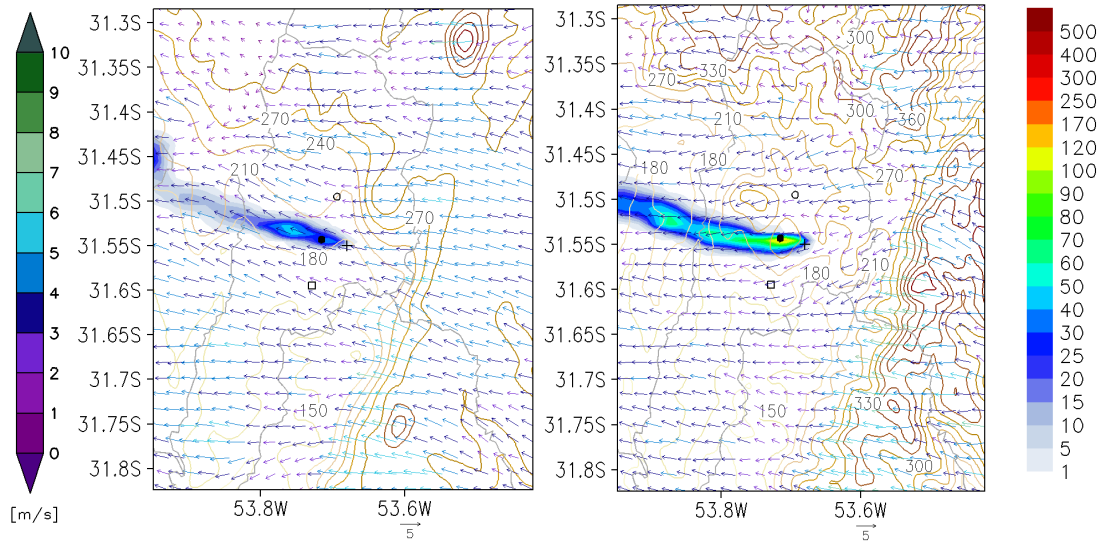 10
9
8
7
6
5
4
3
2
1
0
[m/s]
31.3S
31.35S
31.4S
31.45S
31.5S
31.55S
31.6S
31.65S
31.7S
31.75S
31.8S
270
240
210
270
180
150
53.8W
53.6W
5
31.3S
31.35S
31.4S
31.45S
31.5S
31.55S
31.6S
31.65S
31.7S
31.75S
31.8S
300
270
330
300
360
210
180
180
270
210
180
150
330
300
53.8W
53.6W
5
500
400
300
250
170
120
100
90
80
70
60
50
40
30
25
20
15
10
5
1